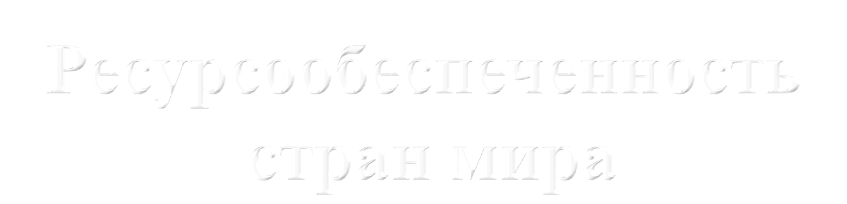 Ресурсообеспеченность
стран мира